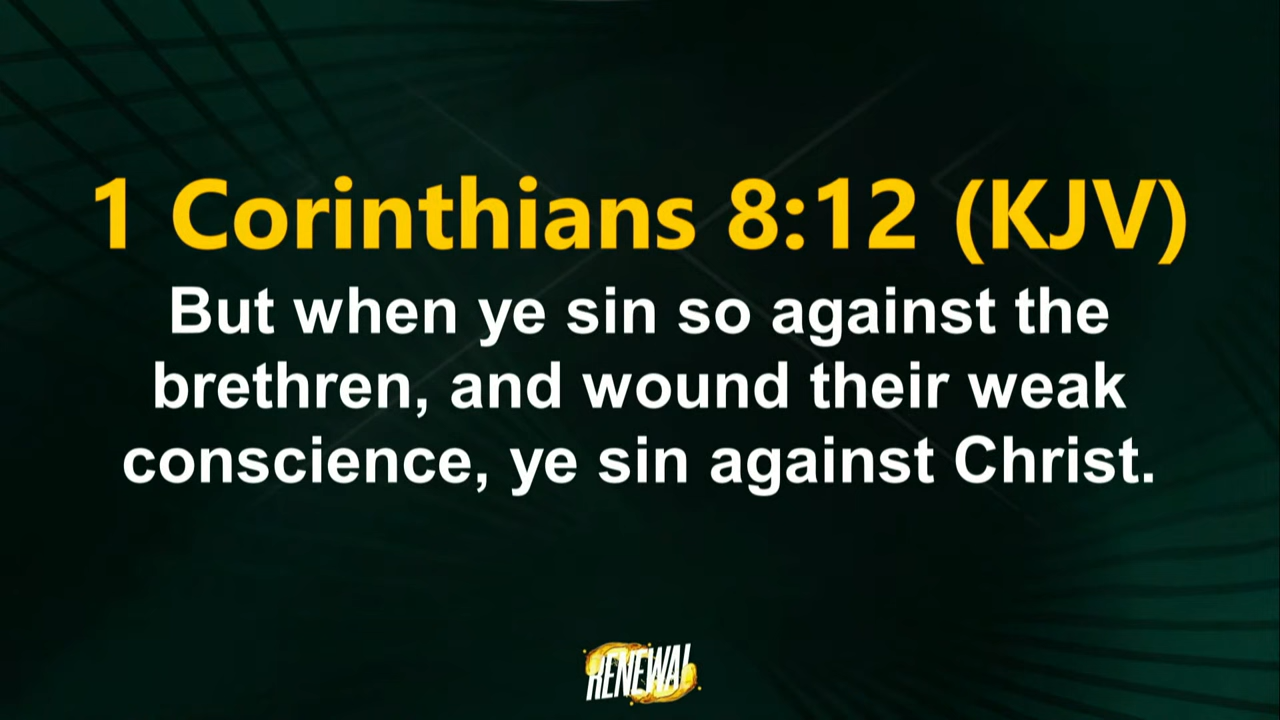 1 Corinthians 8:12 (KJV)
But when ye sin so against the
brethren, and wound their weak
conscience, ye sin against Christ.
RENEWAL